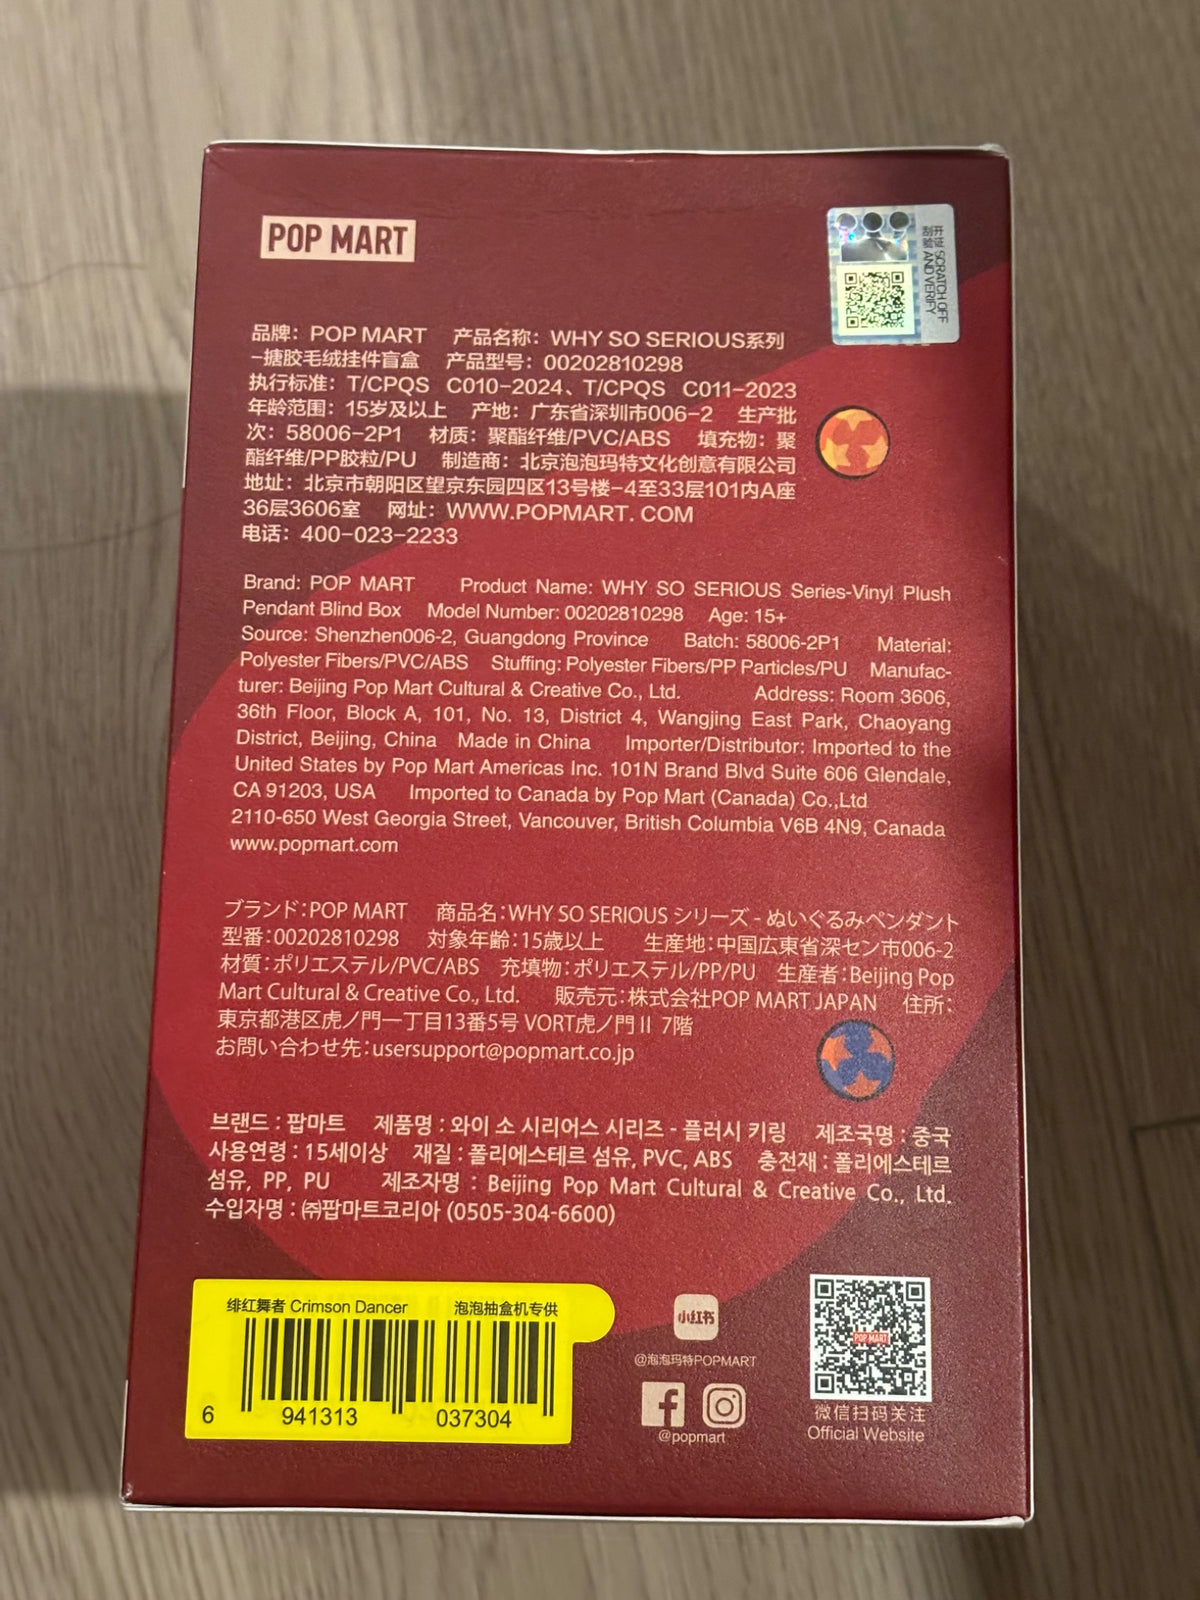 POP MART
开证 SCRATCH OFF
刮验 AND VERIFY
品牌：POP MART 产品名称：WHY SO SERIOUS系列
-搪胶毛绒挂件盲盒 产品型号：00202810298
执行标准：T/CPQS C010-2024、T/CPQS C011-2023
年龄范围：15岁及以上 产地：广东省深圳市006-2 生产批
次：58006-2P1 材质：聚酯纤维/PVC/ABS 填充物：聚
酯纤维/PP胶粒/PU 制造商：北京泡泡玛特文化创意有限公司
地址：北京市朝阳区望京东园四区13号楼-4至33层101内A座
36层3606室 网址：WWW.POPMART. COM
电话：400-023-2233
Brand: POP MART Product Name: WHY SO SERIOUS Series-Vinyl Plush
Pendant Blind Box Model Number: 00202810298 Age: 15+
Source: Shenzhen006-2, Guangdong Province Batch: 58006-2P1 Material:
Polyester Fibers/PVC/ABS Stuffing: Polyester Fibers/PP Particles/PU Manufac-
turer: Beijing Pop Mart Cultural & Creative Co., Ltd. Address: Room 3606,
36th Floor, Block A, 101, No. 13, District 4, Wangjing East Park, Chaoyang
District, Beijing, China Made in China Importer/Distributor: Imported to the
United States by Pop Mart Americas Inc. 101N Brand Blvd Suite 606 Glendale,
CA 91203, USA Imported to Canada by Pop Mart (Canada) Co.,Ltd
2110-650 West Georgia Street, Vancouver, British Columbia V6B 4N9, Canada
www.popmart.com
ブランド：POP MART 商品名：WHY SO SERIOUS シリーズ - ぬいぐるみペンダント
型番：00202810298 対象年齢：15歳以上 生産地：中国広東省深セン市006-2
材質：ポリエステル/PVC/ABS 充填物：ポリエステル/PP/PU 生産者：Beijing Pop
Mart Cultural & Creative Co., Ltd. 販売元：株式会社POP MART JAPAN 住所：
東京都港区虎ノ門一丁目13番5号 VORT虎ノ門Ⅱ 7階
お問い合わせ先：usersupport@popmart.co.jp
브랜드 : 팝마트 제품명 : 와이 소 시리어스 시리즈 - 플러시 키링 제조국명 : 중국
사용연령 : 15세이상 재질 : 폴리에스테르 섬유, PVC, ABS 충전재 : 폴리에스테르
섬유, PP, PU 제조자명 : Beijing Pop Mart Cultural & Creative Co., Ltd.
수입자명 : ㈜팝마트코리아 (0505-304-6600)
绯红舞者 Crimson Dancer 泡泡抽盒机专供
6 941313 037304
小红书
@泡泡玛特POPMART
@popmart
POP MART
微信扫码关注
Official Website